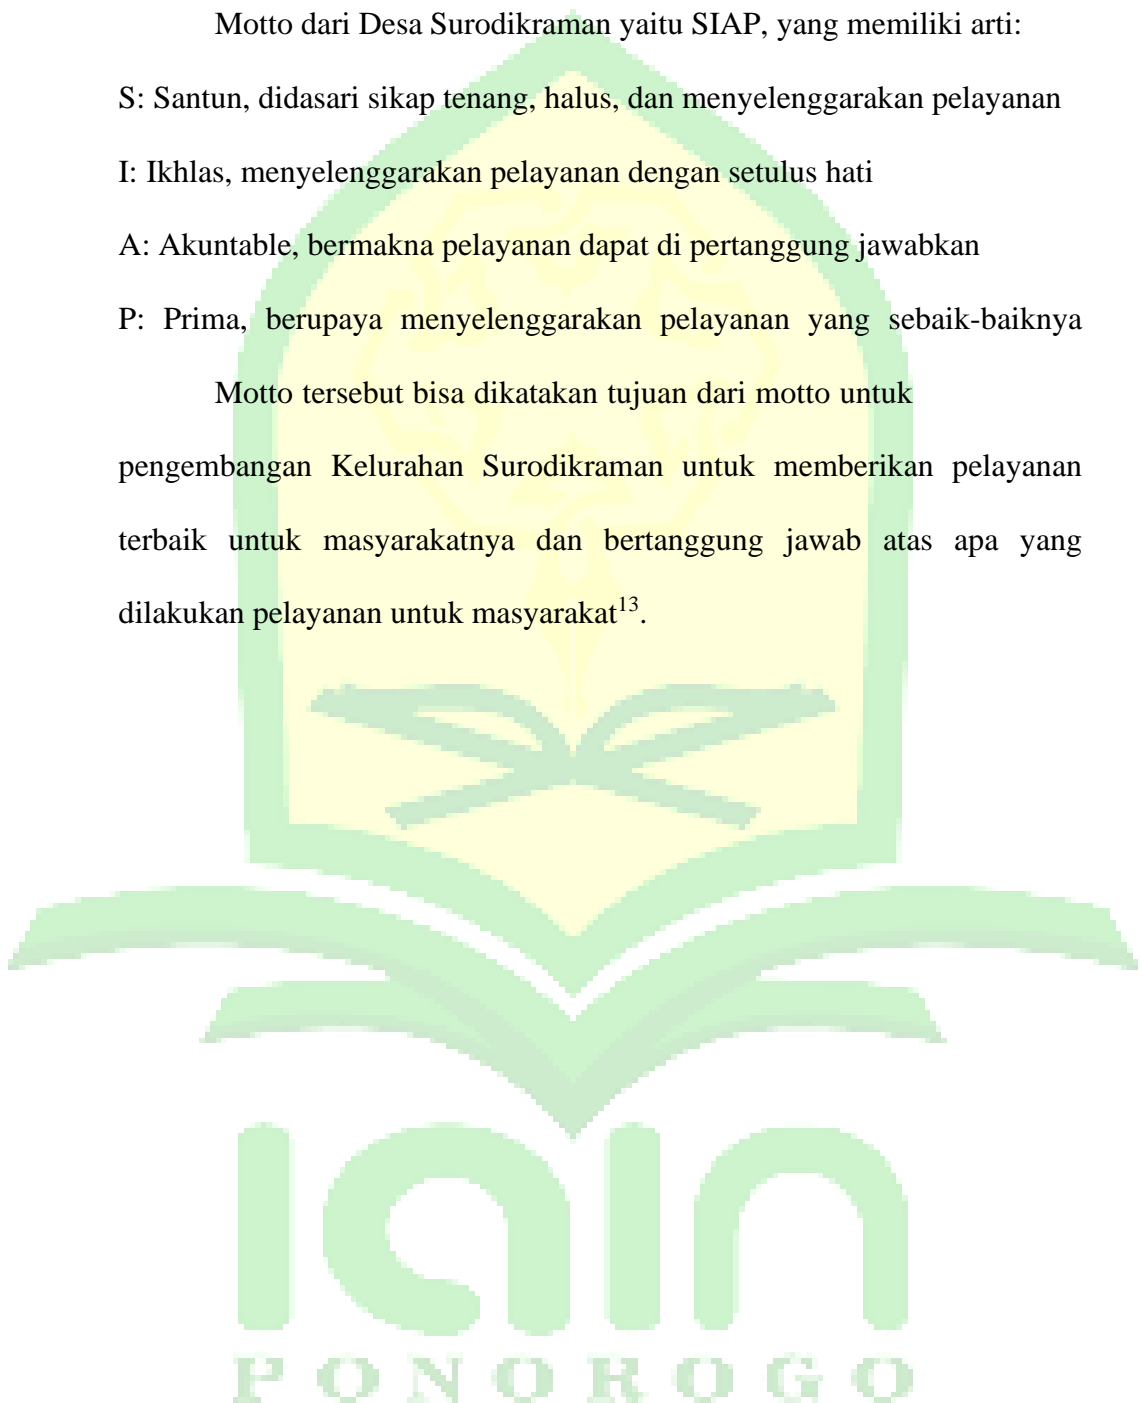 Motto dari Desa Surodikraman yaitu SIAP, yang memiliki arti:
S: Santun, didasari sikap tenang, halus, dan menyelenggarakan pelayanan
I: Ikhlas, menyelenggarakan pelayanan dengan setulus hati
A: Akuntable, bermakna pelayanan dapat di pertanggung jawabkan
P: Prima, berupaya menyelenggarakan pelayanan yang sebaik-baiknya
Motto tersebut bisa dikatakan tujuan dari motto untuk
pengembangan Kelurahan Surodikraman untuk memberikan pelayanan
terbaik untuk masyarakatnya dan bertanggung jawab atas apa yang
dilakukan pelayanan untuk masyarakat¹³.
iain
PONOROGO